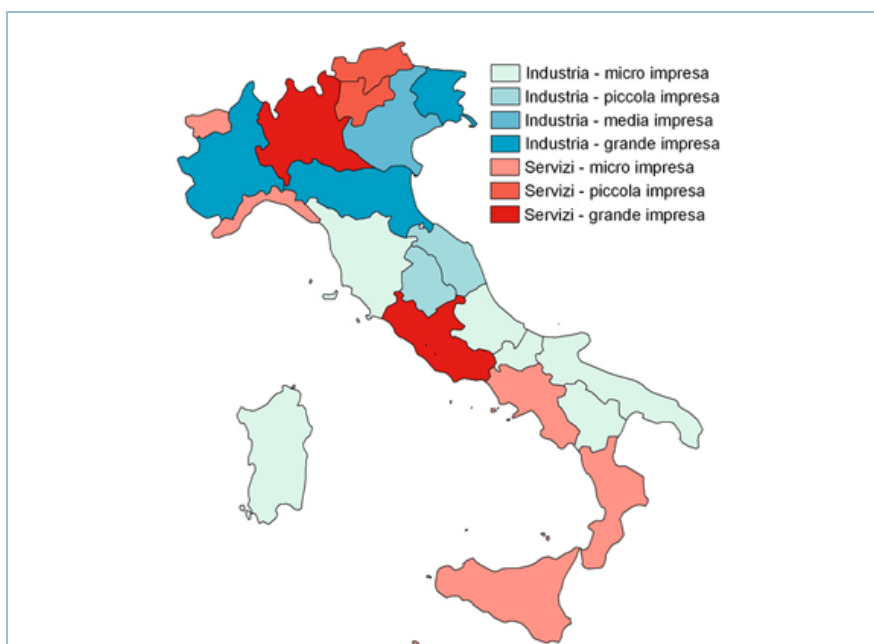 Industria - micro impresa
Industria - piccola impresa
Industria - media impresa
Industria - grande impresa
Servizi - micro impresa
Servizi - piccola impresa
Servizi - grande impresa